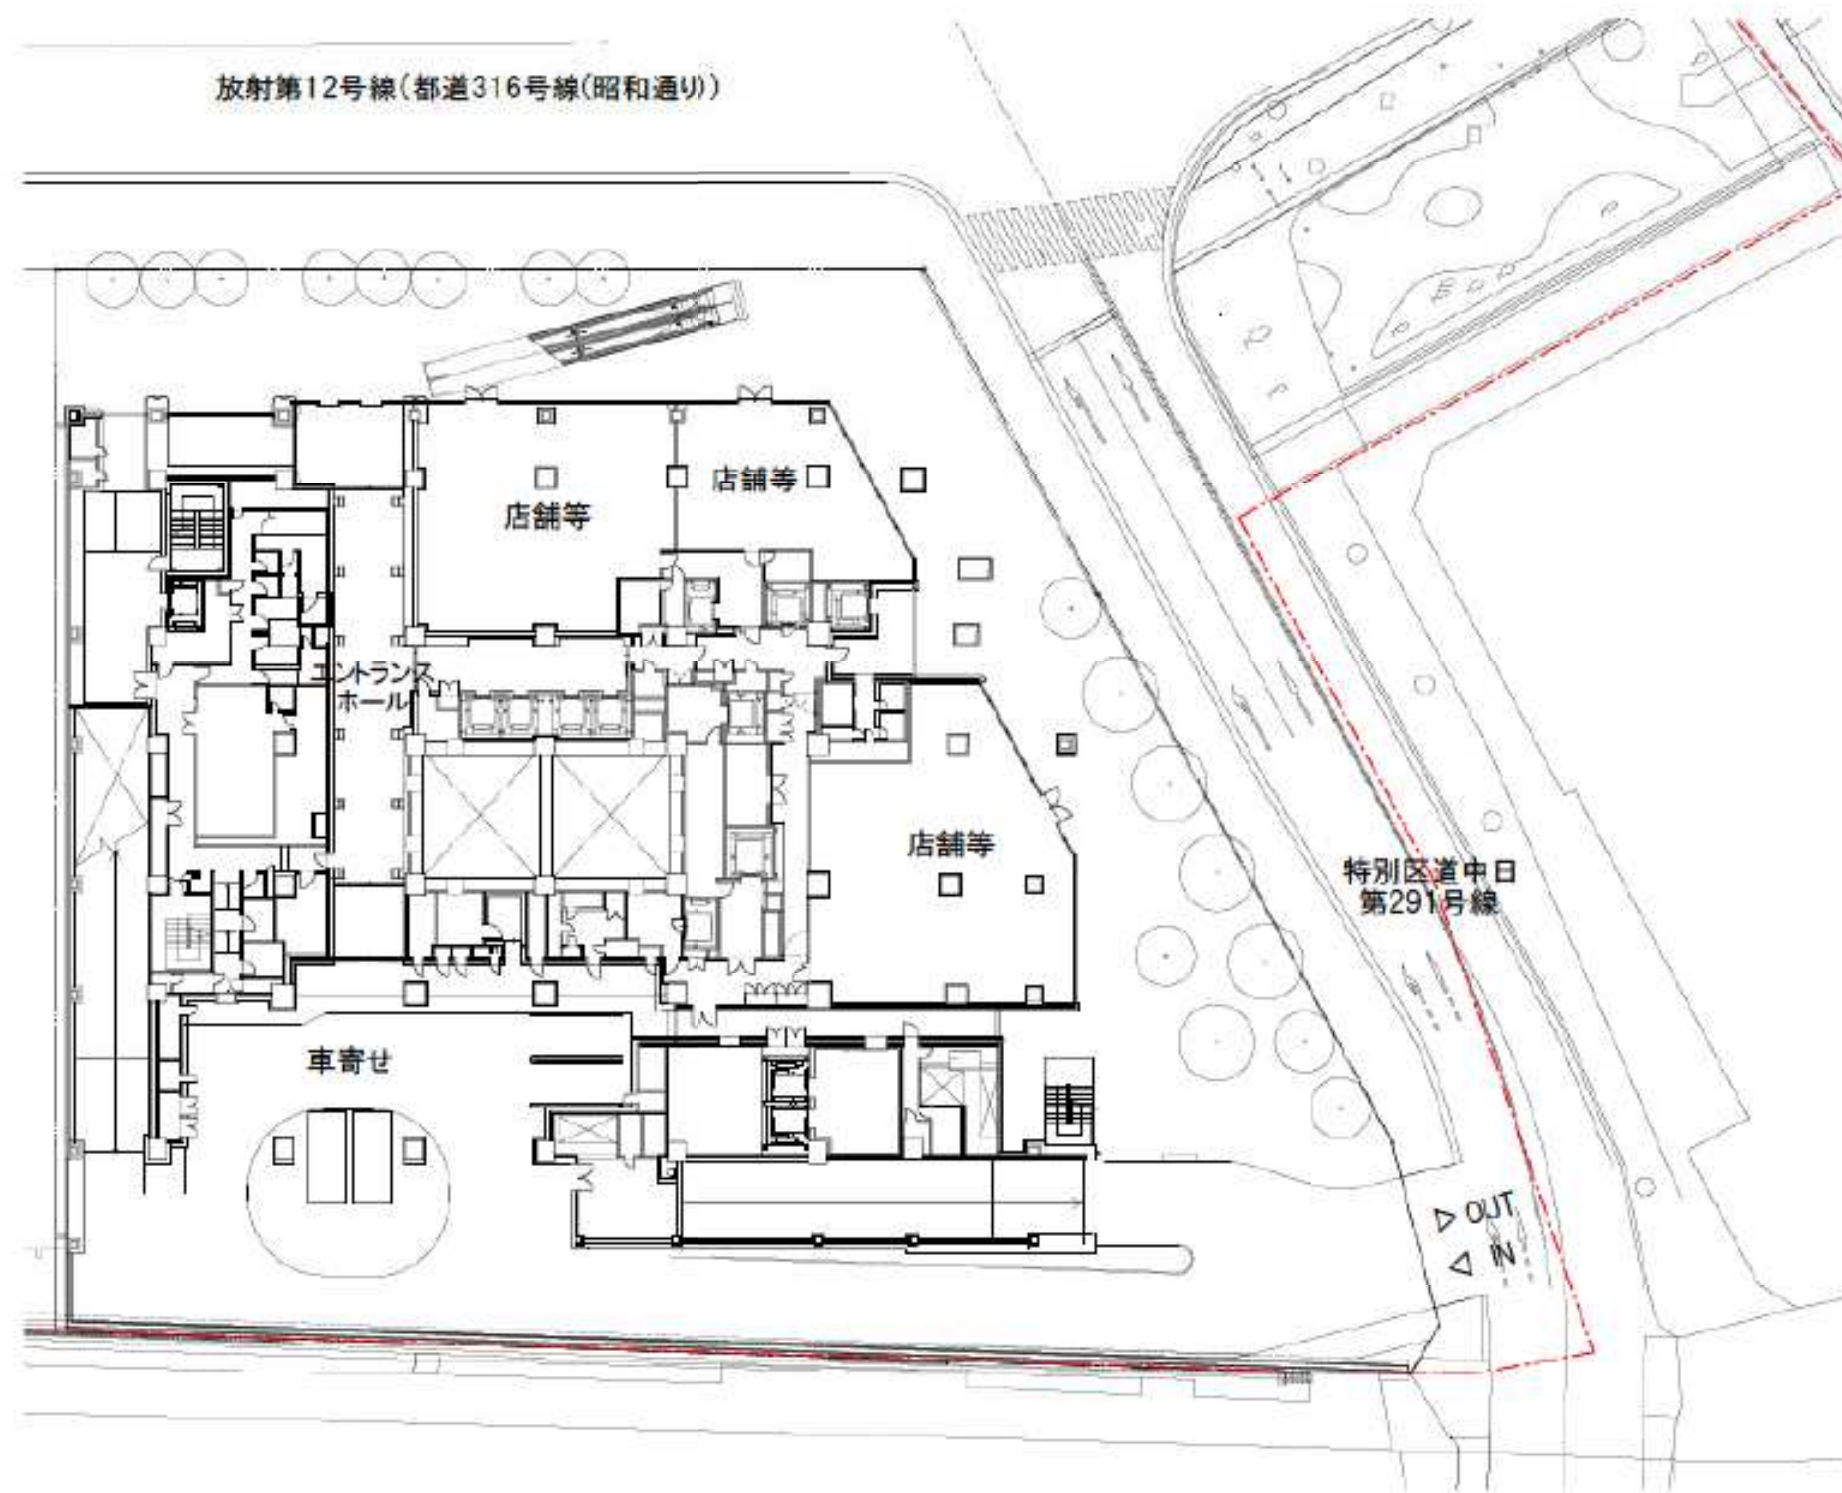 放射第12号線(都道316号線(昭和通り))
店舗等
店舗等
エントランス
ホール
店舗等
特別区道中日
第291号線
車寄せ
▷ OUT
◁ IN